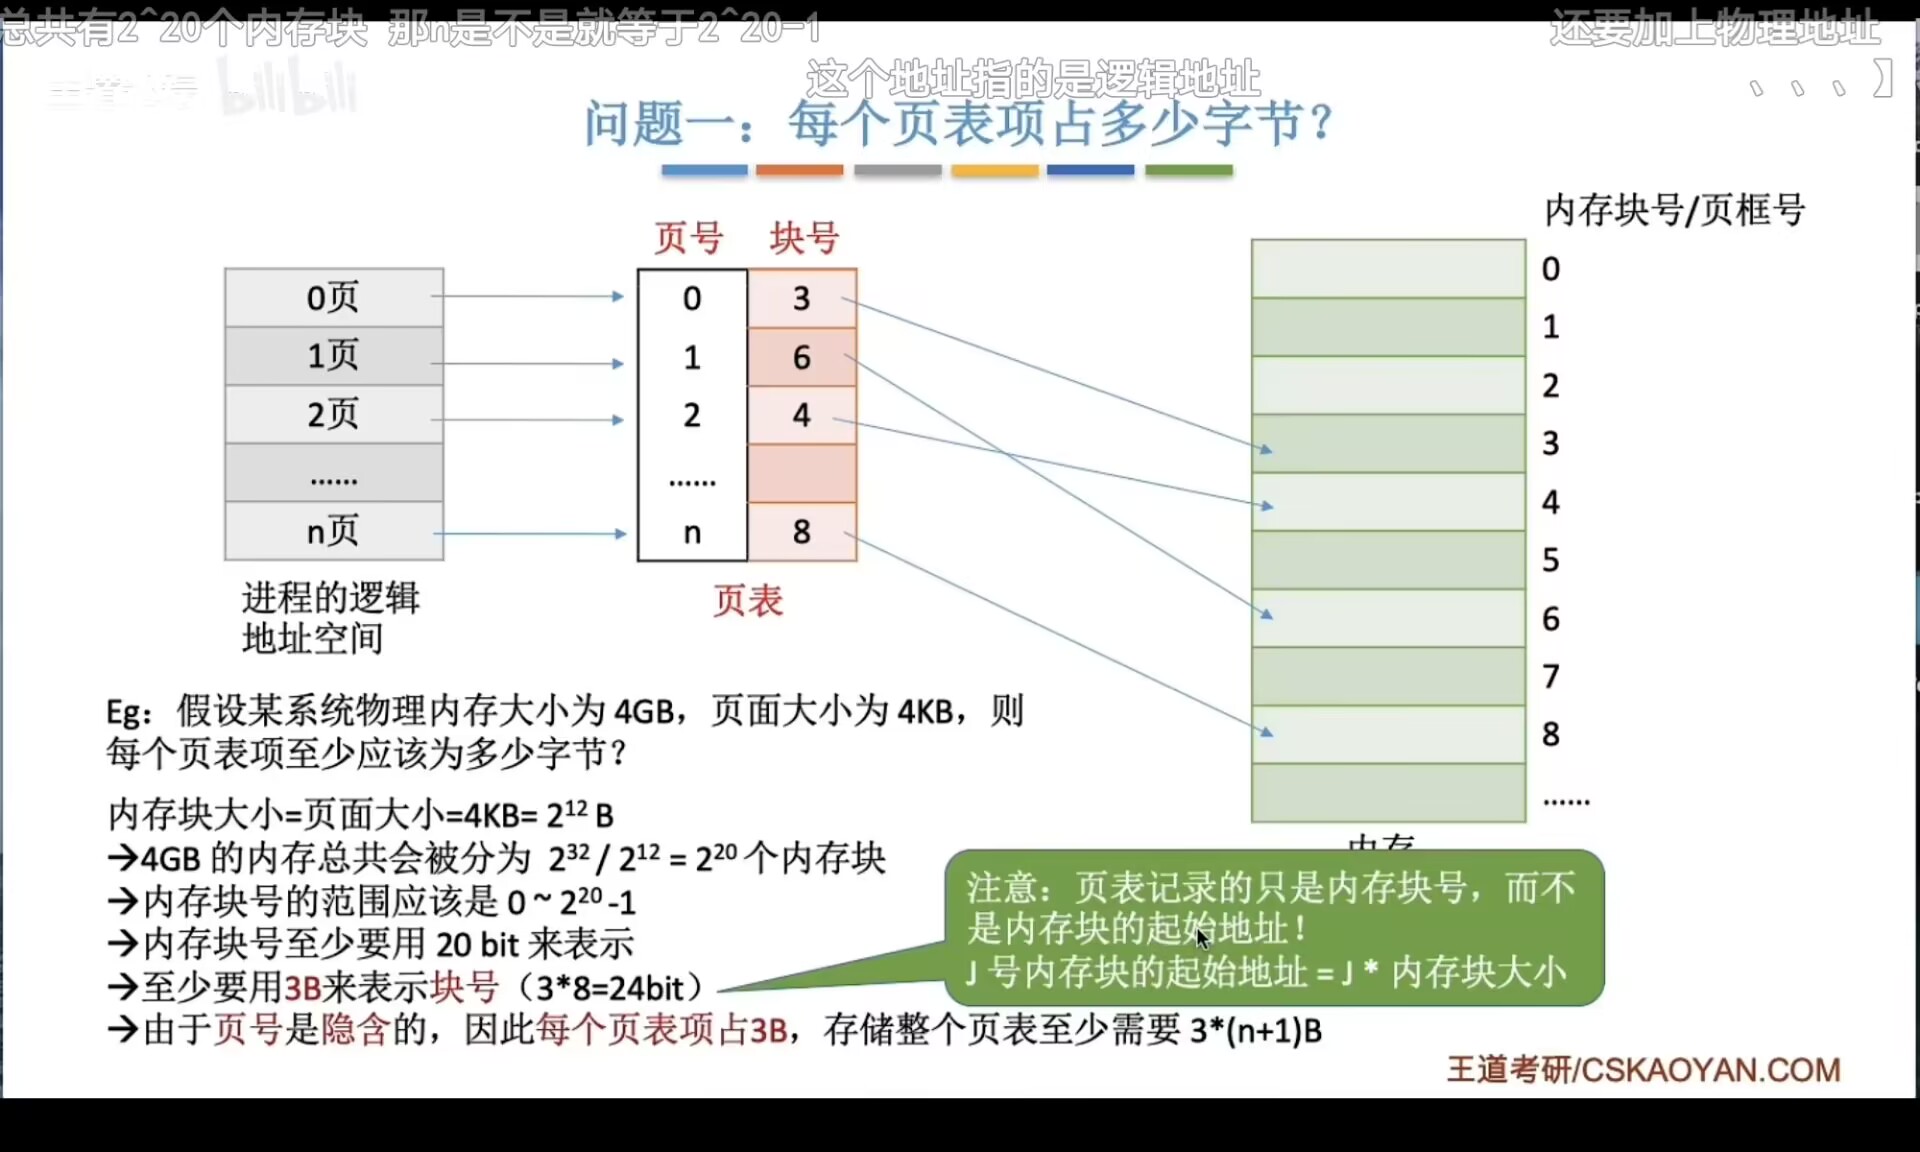 总共有2^20个内存块 那n是不是就等于2^20-1
还要加上物理地址
这个地址指的是逻辑地址
、、、】
bilibili
问题一：每个页表项占多少字节？
内存块号/页框号
页号 块号
0页
1页
2页
......
n页
0 3
1 6
2 4
......
n 8
0
1
2
3
4
5
6
7
8
......
进程的逻辑
地址空间
页表
内存
Eg：假设某系统物理内存大小为 4GB，页面大小为 4KB，则
每个页表项至少应该为多少字节？
内存块大小=页面大小=4KB= 2¹² B
→4GB 的内存总共会被分为 2³² / 2¹² = 2²⁰ 个内存块
→内存块号的范围应该是 0 ~ 2²⁰ -1
→内存块号至少要用 20 bit 来表示
→至少要用3B来表示块号（3*8=24bit）
→由于页号是隐含的，因此每个页表项占3B，存储整个页表至少需要 3*(n+1)B
注意：页表记录的只是内存块号，而不
是内存块的起始地址！
J 号内存块的起始地址 = J * 内存块大小
王道考研/CSKAOYAN.COM